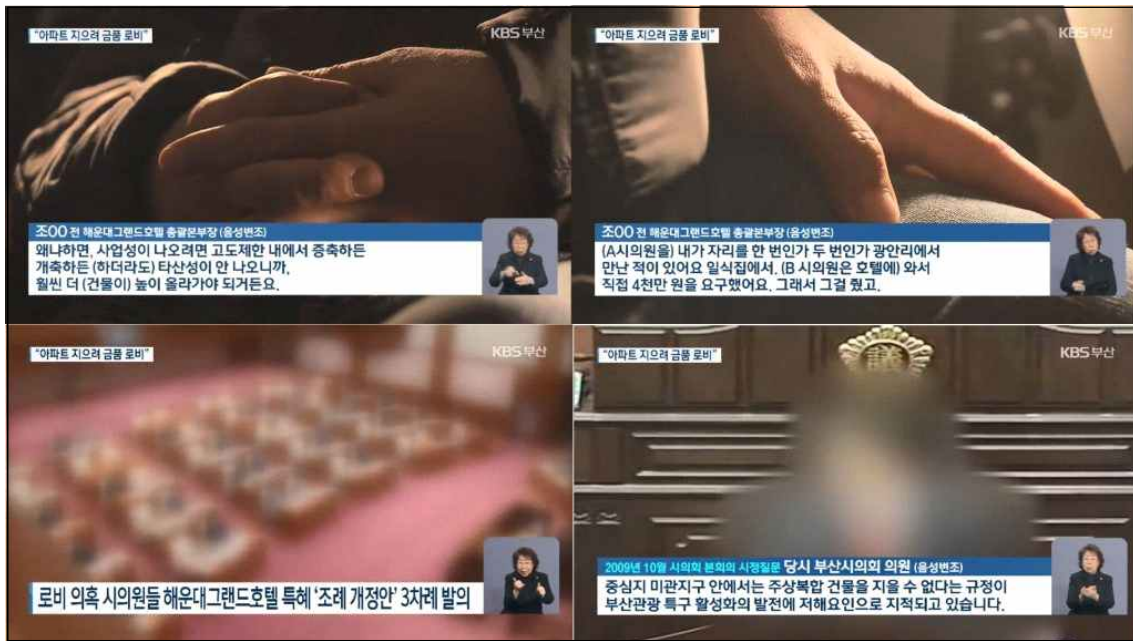 "아파트 지으려 금품 로비"
KBS 부산
조OO 전 해운대그랜드호텔 총괄본부장 (음성변조)
왜냐하면, 사업성이 나오려면 고도제한 내에서 증축하든
개축하든 (하더라도) 타산성이 안 나오니까,
훨씬 더 (건물이) 높이 올라가야 되거든요.
"아파트 지으려 금품 로비"
KBS 부산
조OO 전 해운대그랜드호텔 총괄본부장 (음성변조)
(A시의원을) 내가 자리를 한 번인가 두 번인가 광안리에서
만난 적이 있어요 일식집에서. (B 시의원은 호텔에) 와서
직접 4천만 원을 요구했어요. 그래서 그걸 줬고.
"아파트 지으려 금품 로비"
KBS 부산
로비 의혹 시의원들 해운대그랜드호텔 특혜 '조례 개정안' 3차례 발의
"아파트 지으려 금품 로비"
KBS 부산
議
2009년 10월 시의회 본회의 시정질문 당시 부산시의회 의원 (음성변조)
중심지 미관지구 안에서는 주상복합 건물을 지을 수 없다는 규정이
부산관광 특구 활성화의 발전에 저해요인으로 지적되고 있습니다.